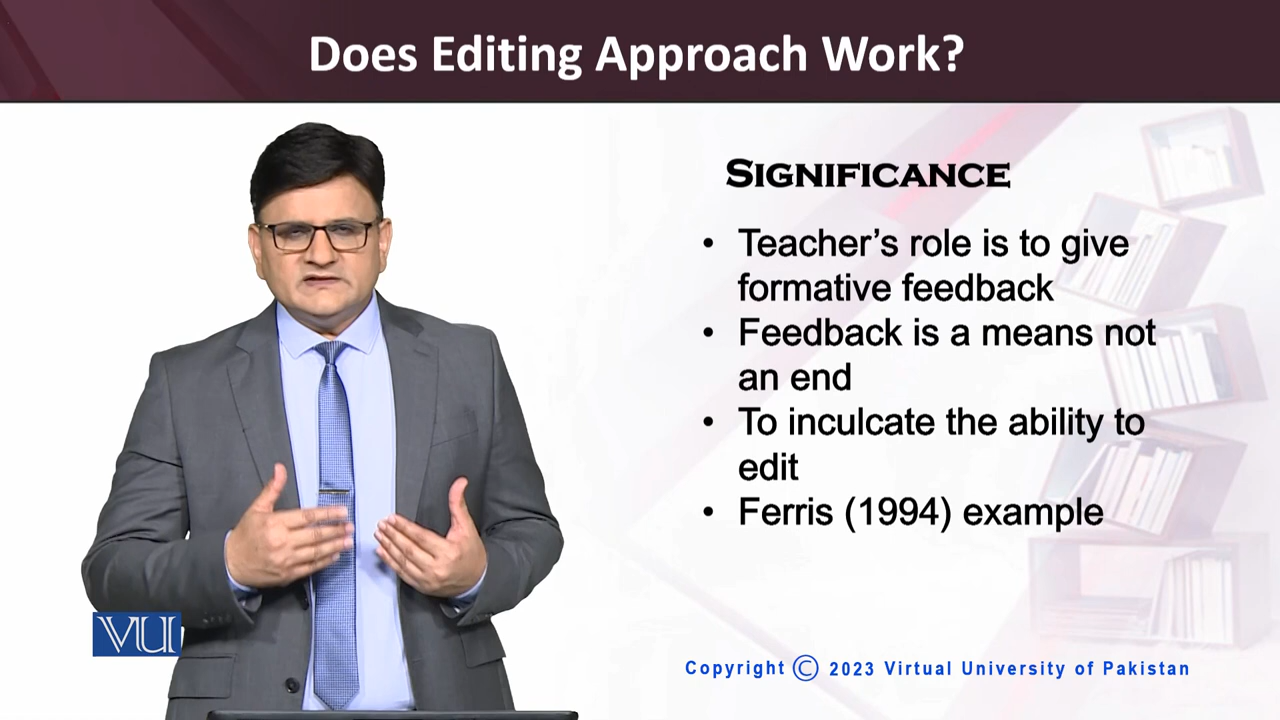 Does Editing Approach Work?
SIGNIFICANCE
• Teacher’s role is to give
formative feedback
• Feedback is a means not
an end
• To inculcate the ability to
edit
• Ferris (1994) example
VU
Copyright © 2023 Virtual University of Pakistan